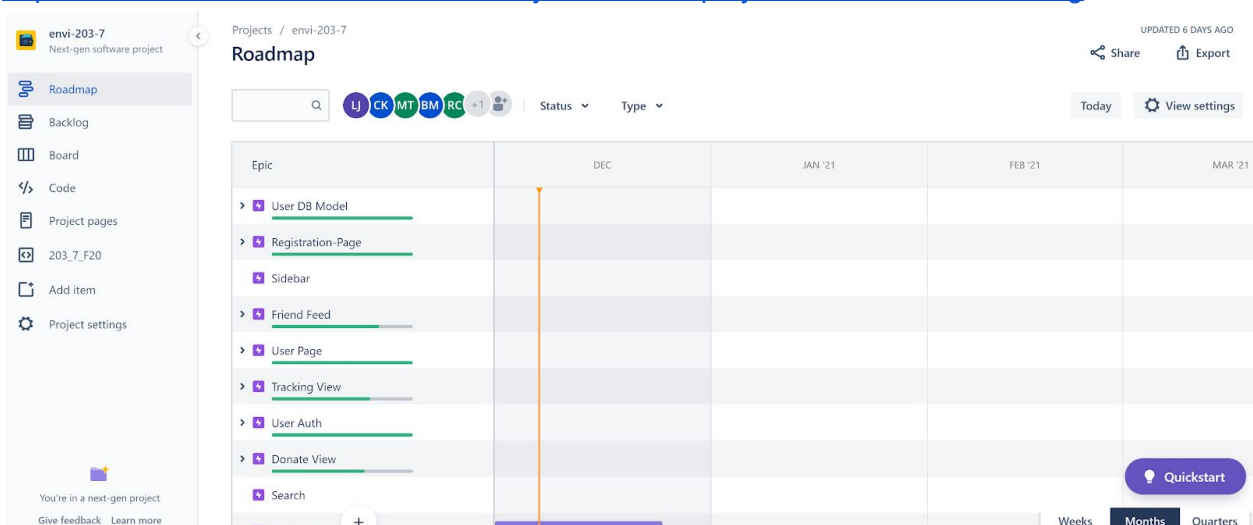 envi-203-7
Next-gen software project
Roadmap
Backlog
Board
Code
Project pages
203_7_F20
Add item
Project settings
You're in a next-gen project
Give feedback Learn more
Projects / envi-203-7
Roadmap
UPDATED 6 DAYS AGO
Share Export
LJ CK MT BM RC +1 Status Type Today View settings
Epic DEC JAN '21 FEB '21 MAR '21
User DB Model
Registration-Page
Sidebar
Friend Feed
User Page
Tracking View
User Auth
Donate View
Search
Quickstart
Weeks Months Quarters